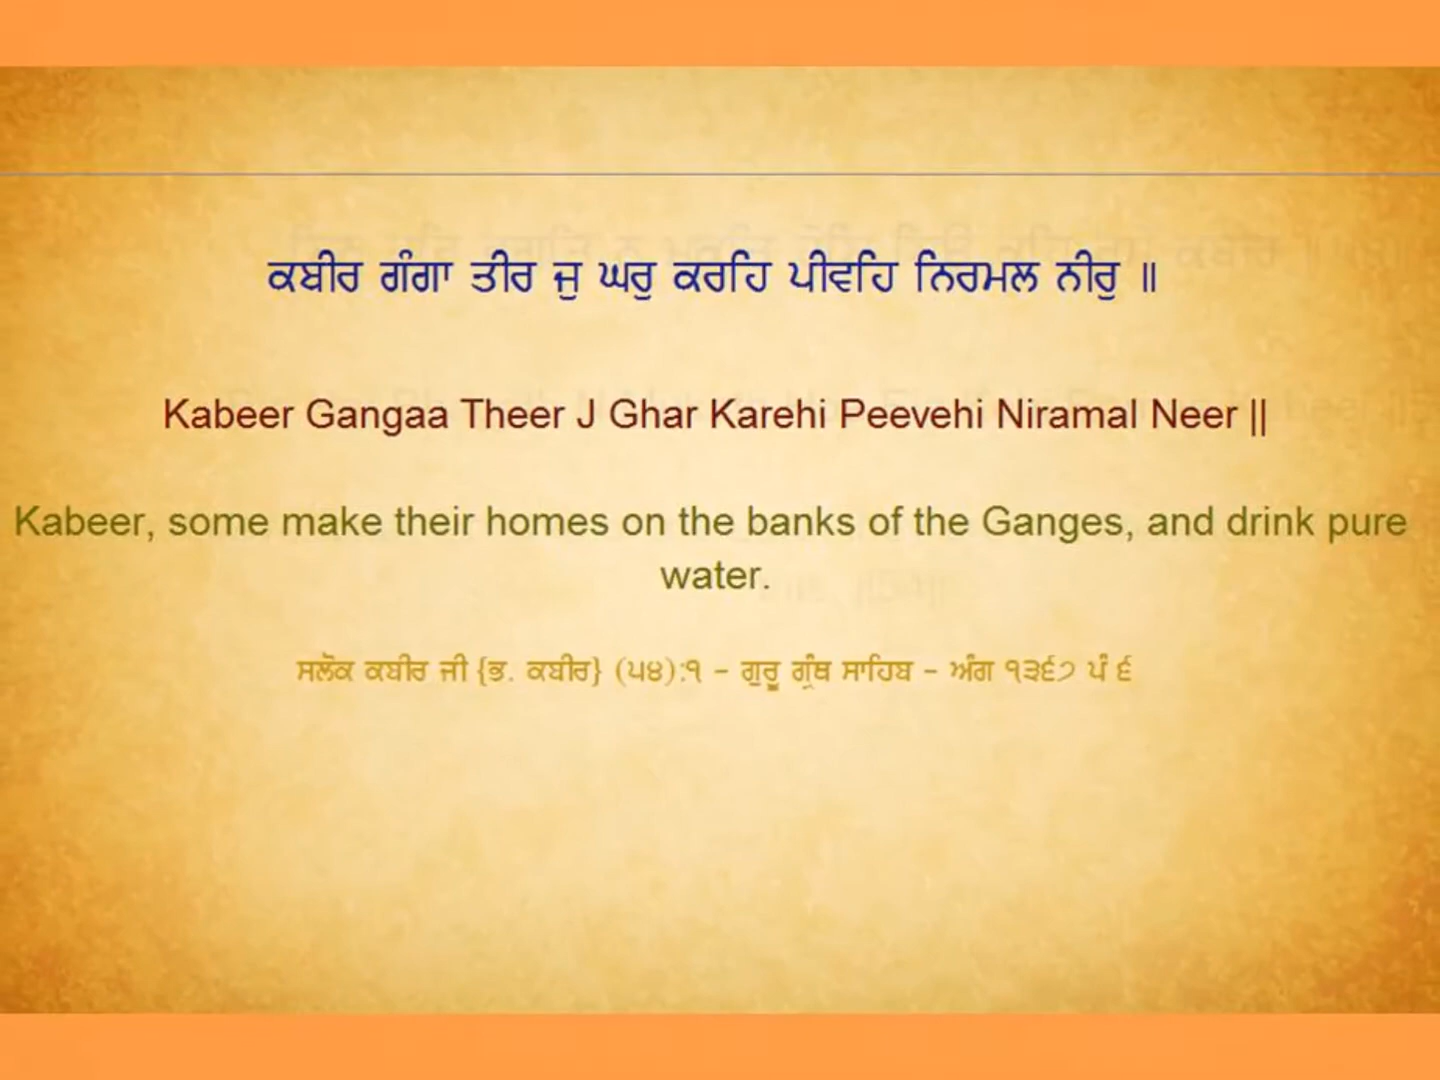 ਕਬੀਰ ਗੰਗਾ ਤੀਰ ਜੁ ਘਰੁ ਕਰਹਿ ਪੀਵਹਿ ਨਿਰਮਲ ਨੀਰੁ ॥
Kabeer Gangaa Theer J Ghar Karehi Peevehi Niramal Neer ||
Kabeer, some make their homes on the banks of the Ganges, and drink pure
water.
ਸਲੋਕ ਕਬੀਰ ਜੀ {ਭ. ਕਬੀਰ} (੫੪):੧ - ਗੁਰੂ ਗ੍ਰੰਥ ਸਾਹਿਬ - ਅੰਗ ੧੩੬੭ ਪੰ ੬